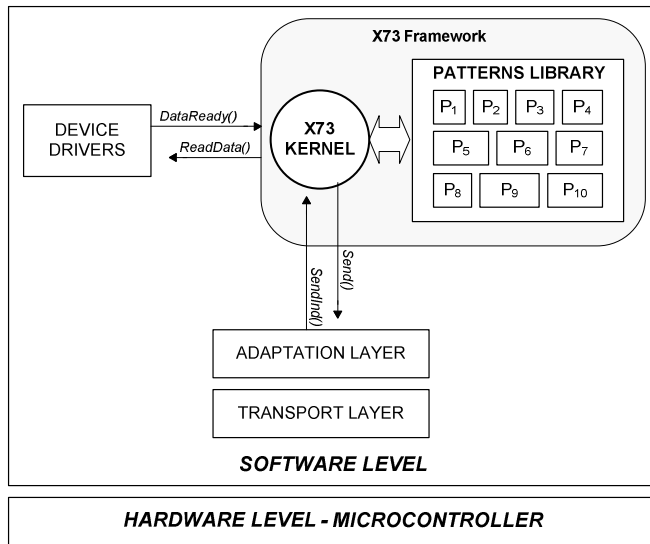 X73 Framework
PATTERNS LIBRARY
P1 P2 P3 P4
P5 P6 P7
P8 P9 P10
X73
KERNEL
DEVICE
DRIVERS
DataReady()
ReadData()
SendInd()
Send()
ADAPTATION LAYER
TRANSPORT LAYER
SOFTWARE LEVEL
HARDWARE LEVEL - MICROCONTROLLER